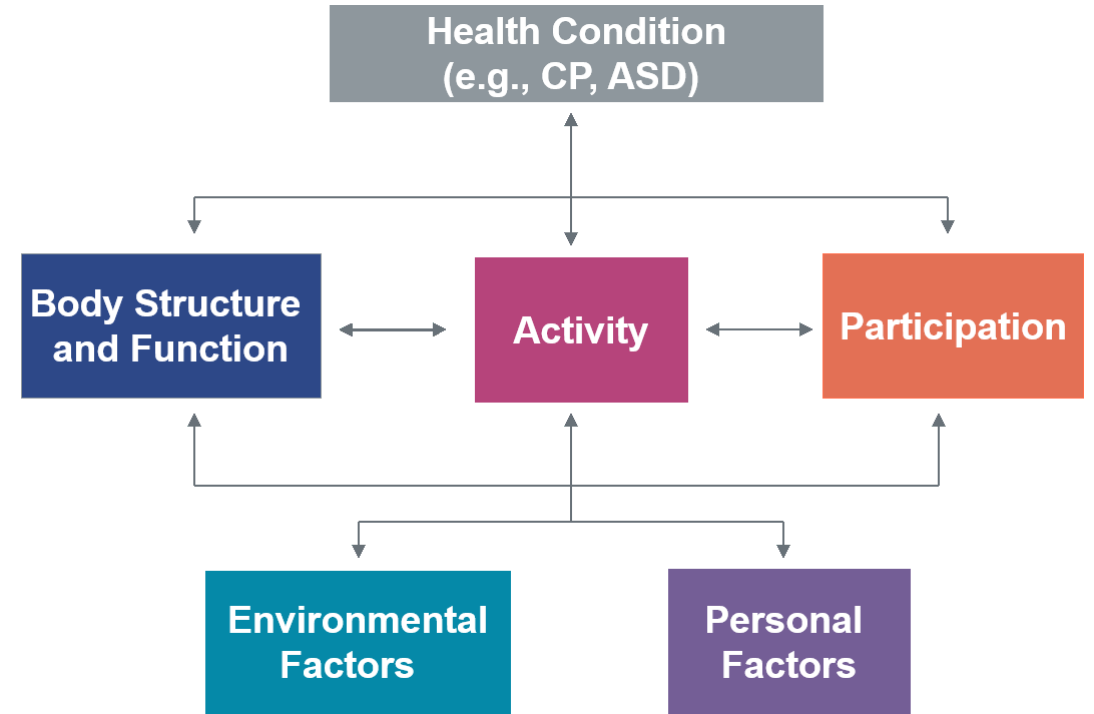 Health Condition
(e.g., CP, ASD)
Body Structure
and Function
Activity
Participation
Environmental
Factors
Personal
Factors